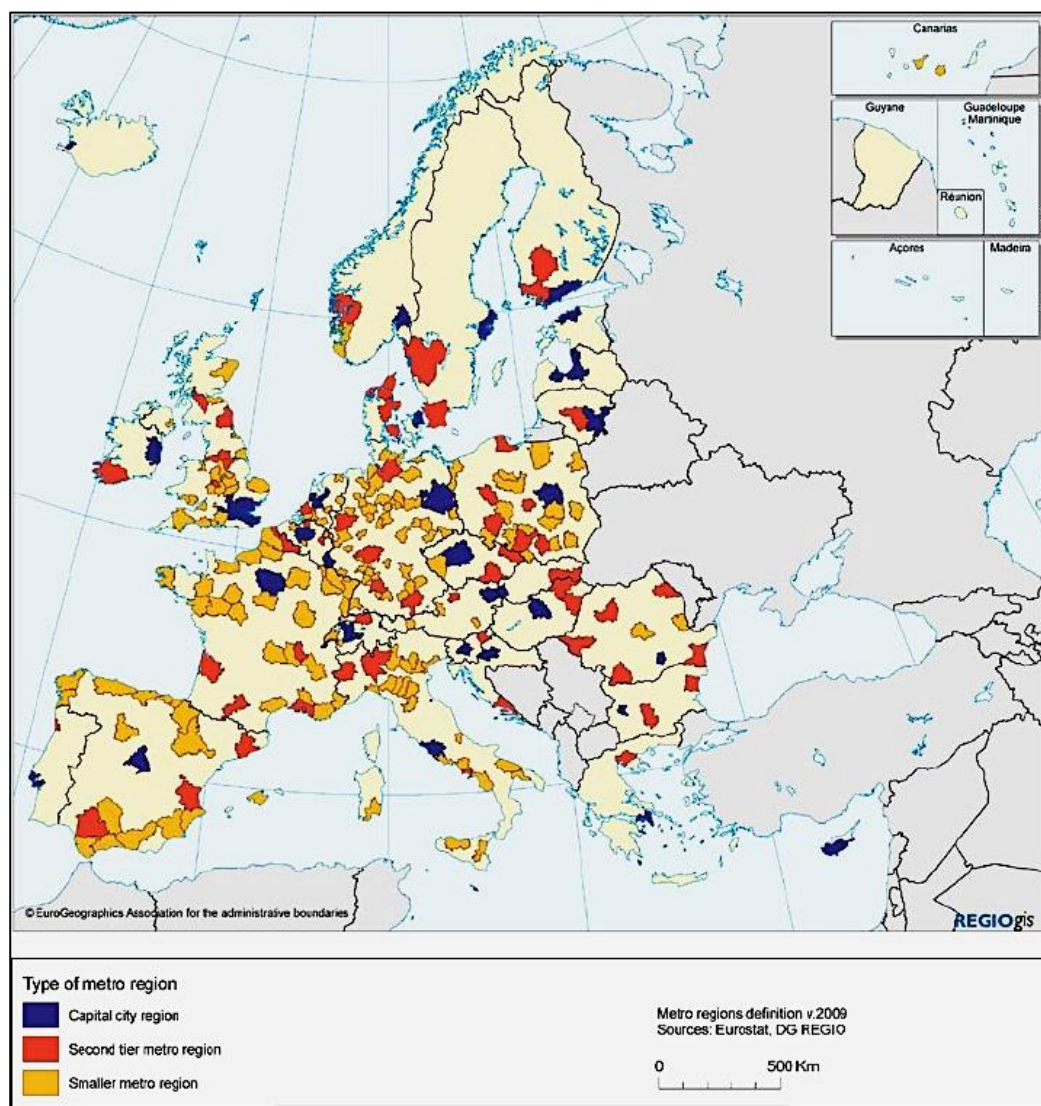 Canarias
Guyane
Guadeloupe
Martinique
Réunion
Açores
Madeira
© EuroGeographics Association for the administrative boundaries
REGIOgis
Type of metro region
Capital city region
Second tier metro region
Smaller metro region
Metro regions definition v.2009
Sources: Eurostat, DG REGIO
0 500 Km